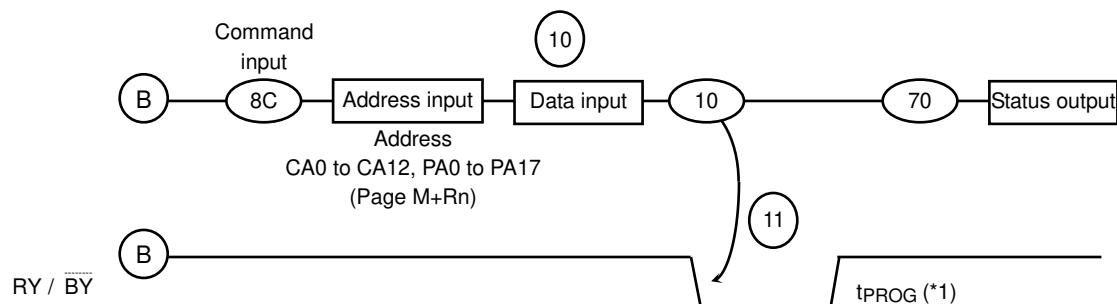 Command
input
10
B
8C
Address input
Data input
10
70
Status output
Address
CA0 to CA12, PA0 to PA17
(Page M+Rn)
11
B
RY / BY
tPROG (*1)